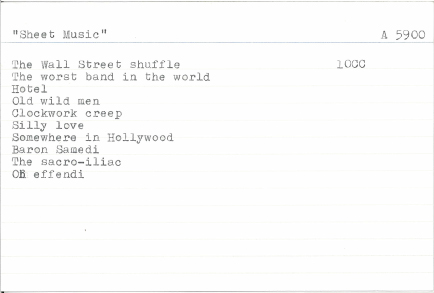 "Sheet Music" A 5900
The Wall Street shuffle 10CC
The worst band in the world
Hotel
Old wild men
Clockwork creep
Silly love
Somewhere in Hollywood
Baron Samedi
The sacro-iliac
Oh effendi